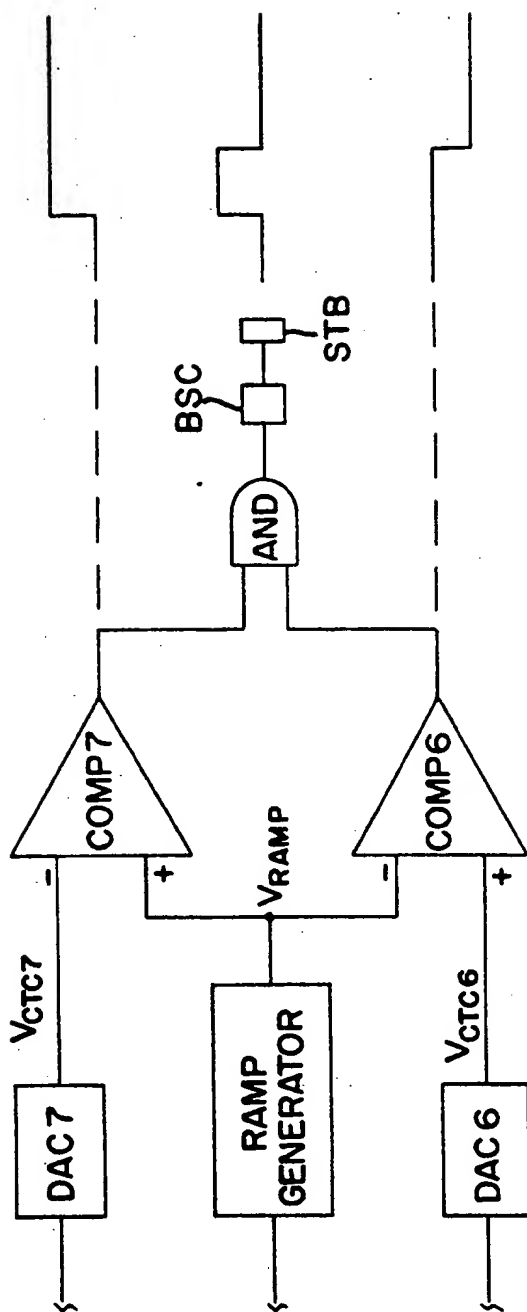 DAC 7
VCTC7
-
+
COMP7
RAMP
GENERATOR
VRAMP
AND
BSC
STB
DAC 6
VCTC6
-
+
COMP6